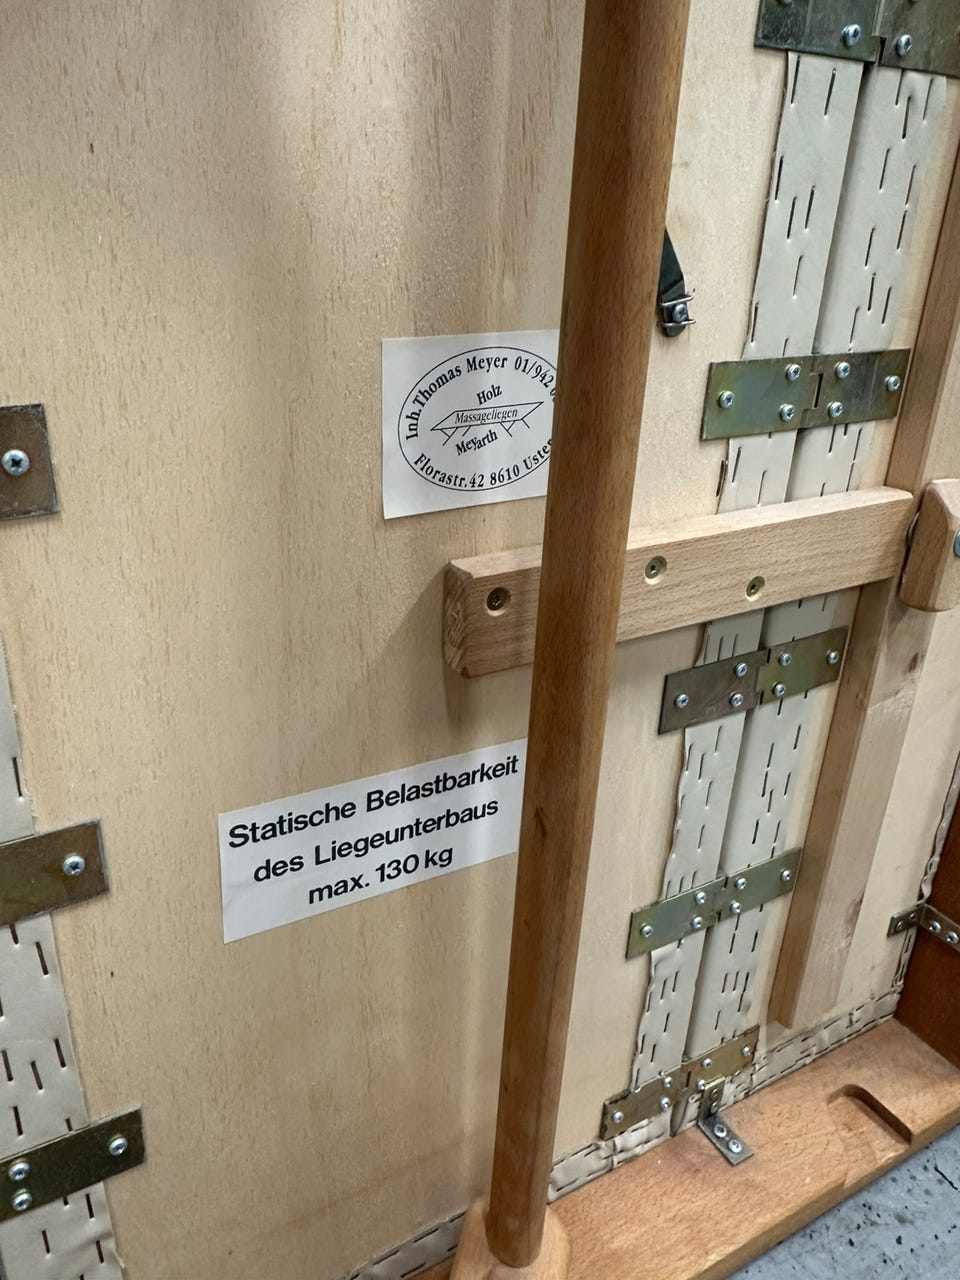 Inh. Thomas Meyer 01/942
Holz
Massageliegen
Meyarth
Florastr. 42 8610 Uster
Statische Belastbarkeit
des Liegeunterbaus
max. 130 kg